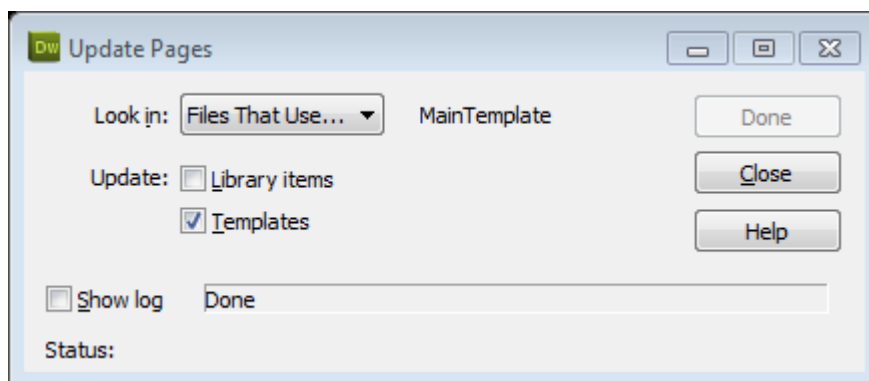 Dw Update Pages
Look in: Files That Use... MainTemplate Done
Update: Library items Close
Templates Help
Show log Done
Status: